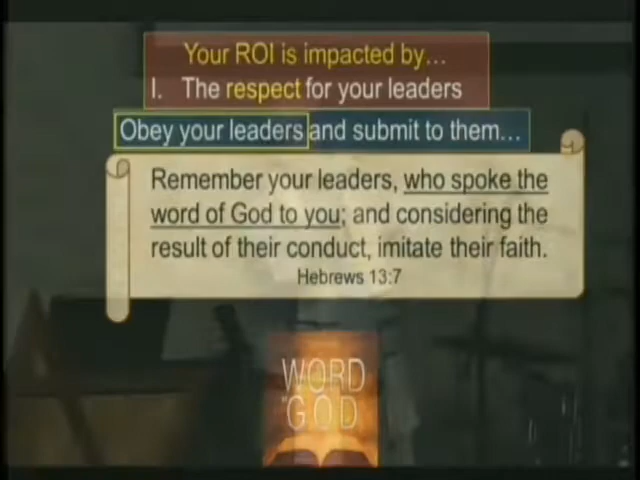 Your ROI is impacted by...
I. The respect for your leaders
Obey your leaders and submit to them...
Remember your leaders, who spoke the
word of God to you; and considering the
result of their conduct, imitate their faith.
Hebrews 13:7
WORD
OF GOD